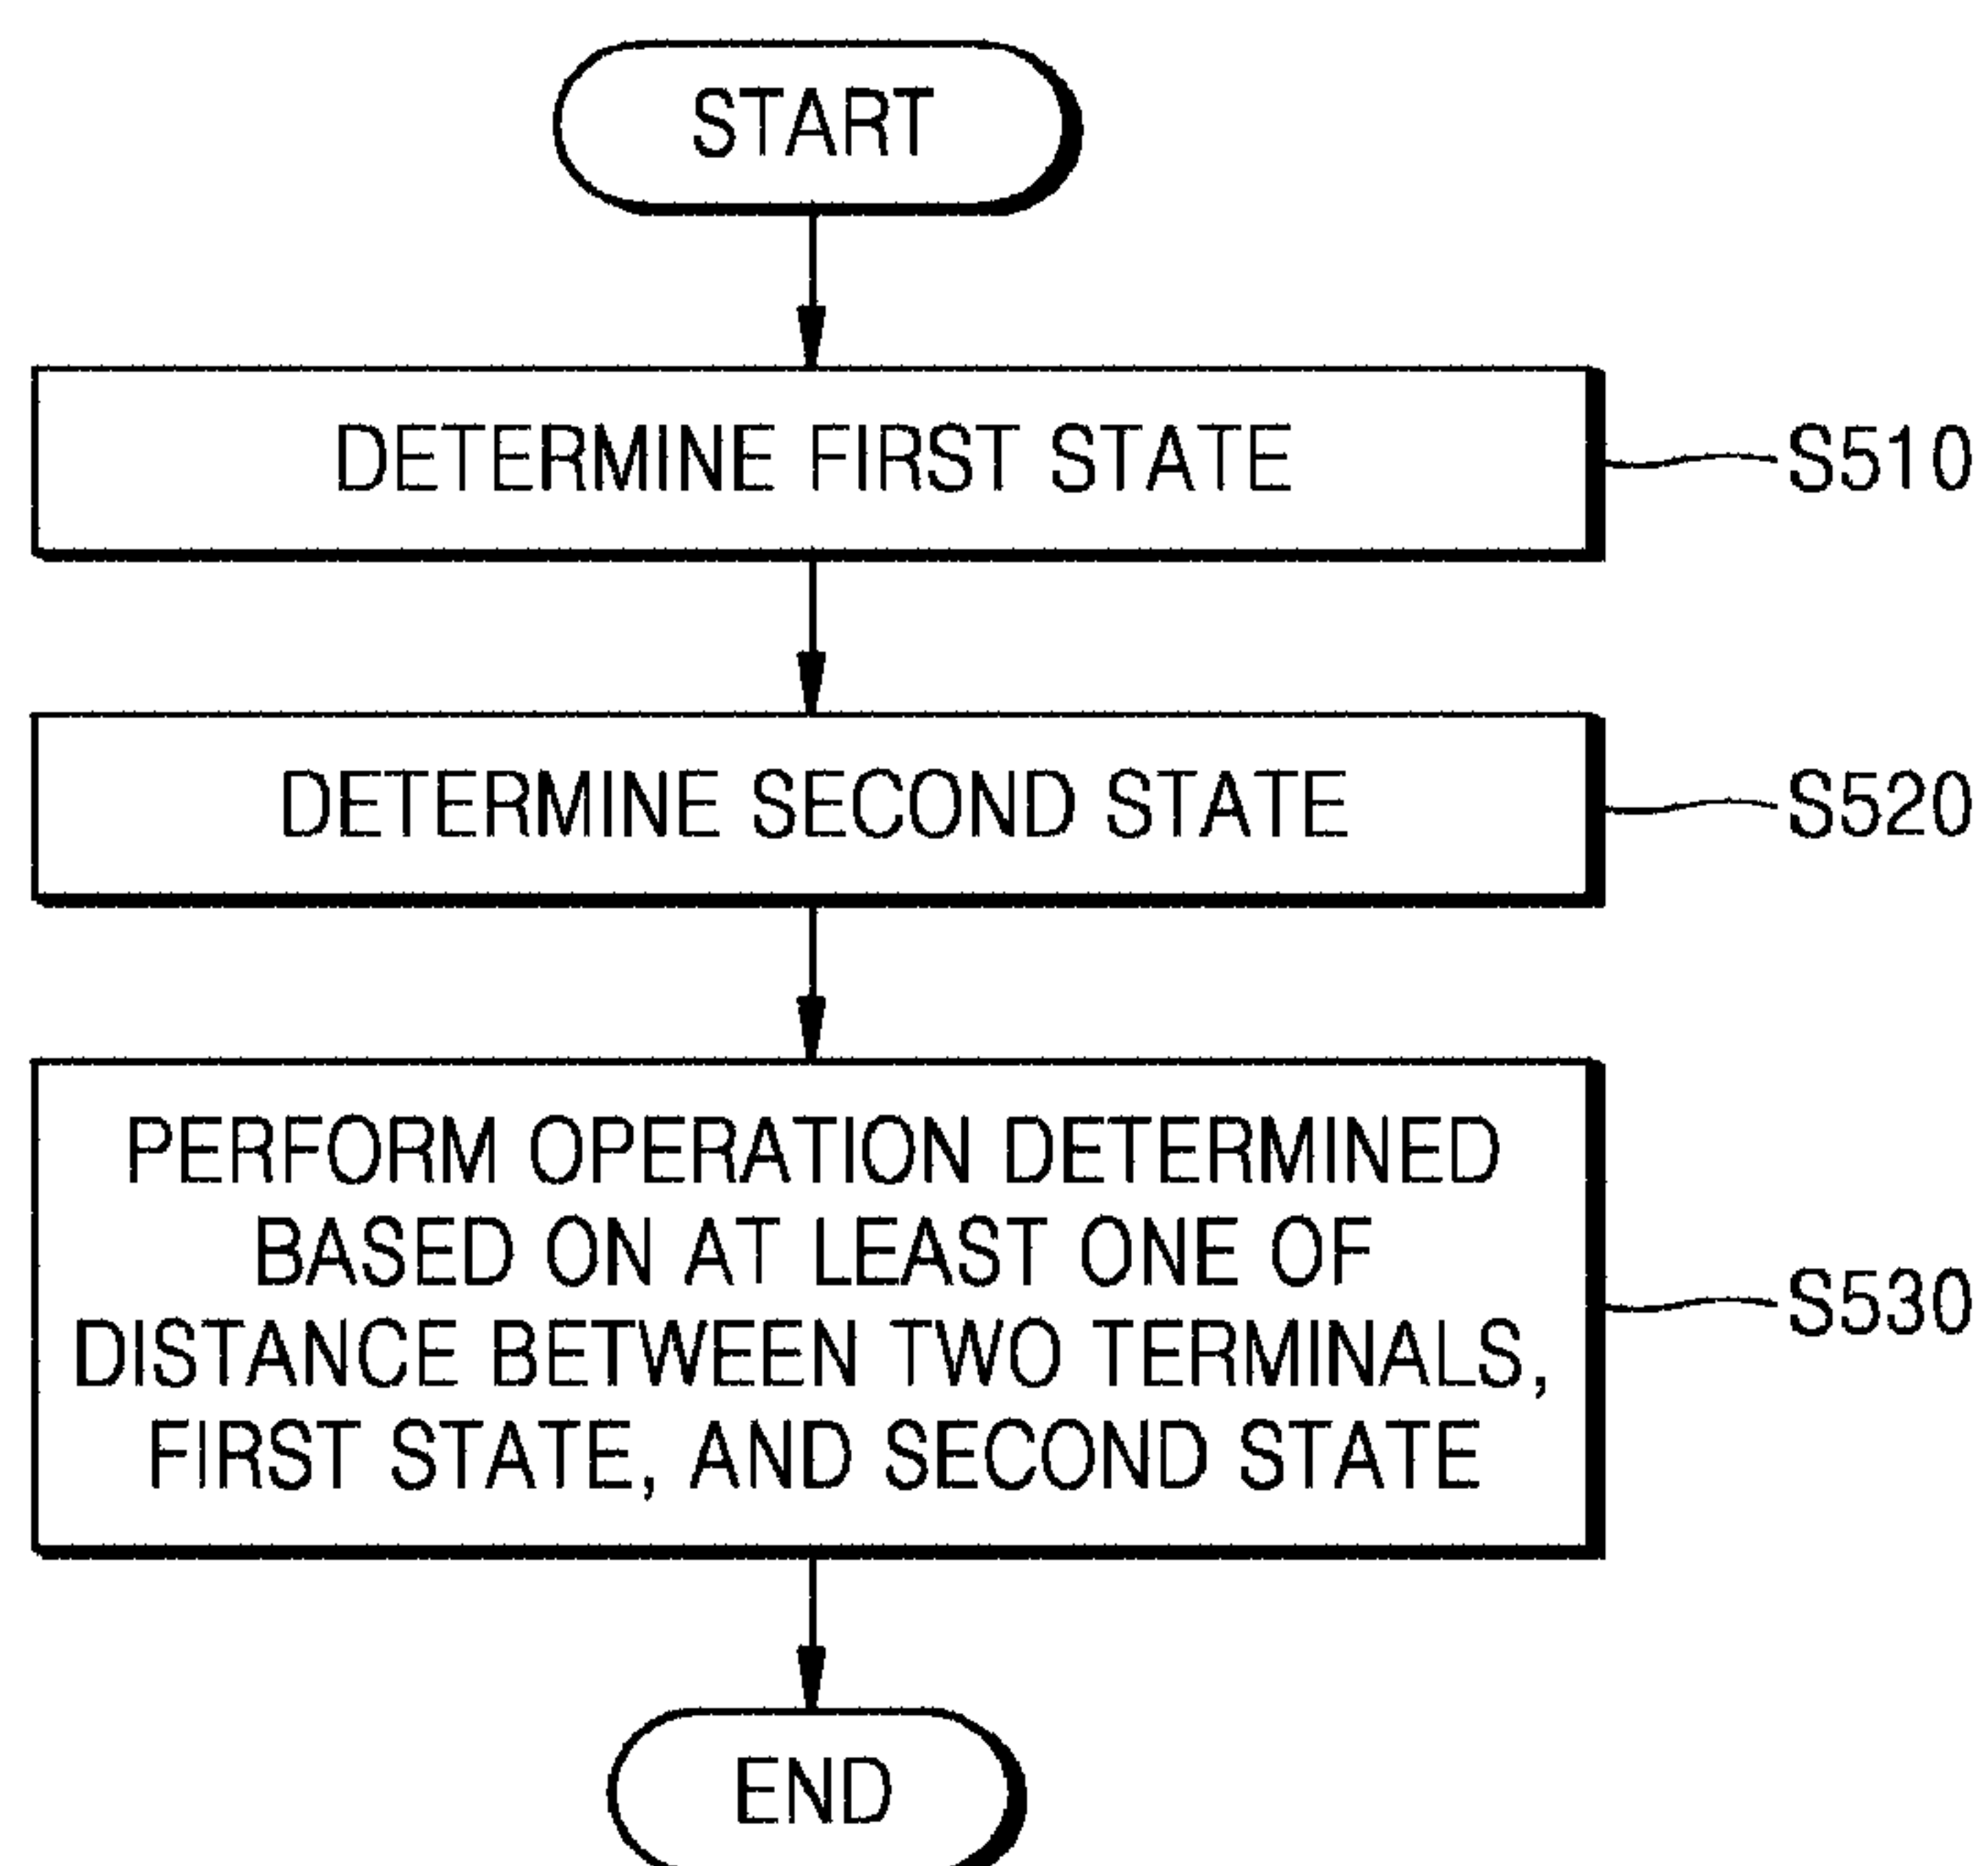 START
DETERMINE FIRST STATE
S510
DETERMINE SECOND STATE
S520
PERFORM OPERATION DETERMINED
BASED ON AT LEAST ONE OF
DISTANCE BETWEEN TWO TERMINALS,
FIRST STATE, AND SECOND STATE
S530
END